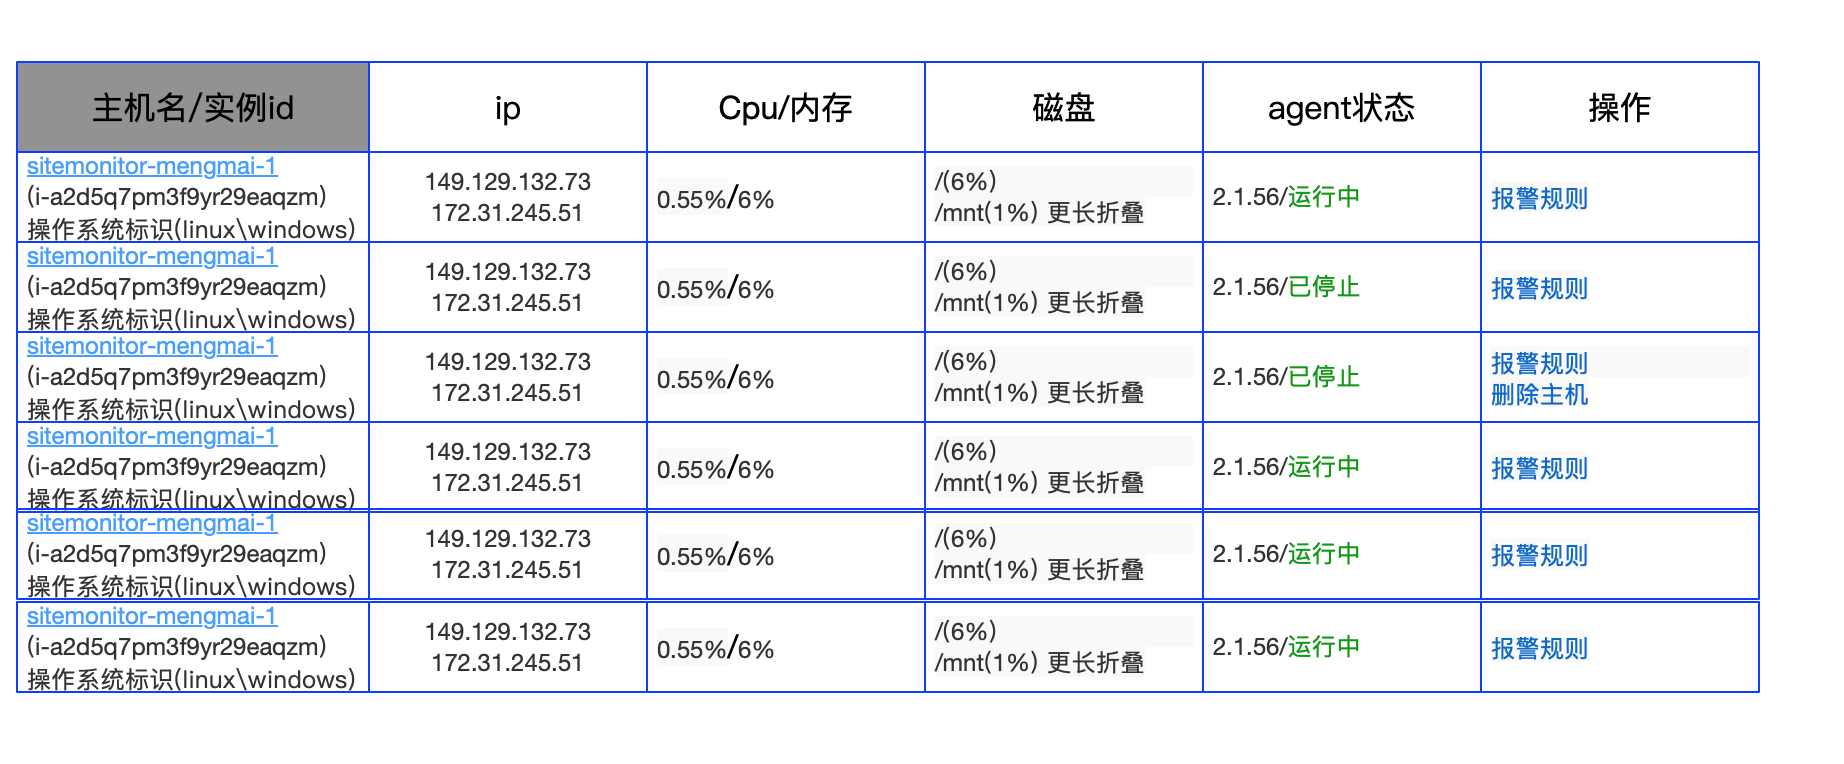 主机名/实例id ip Cpu/内存 磁盘 agent状态 操作
sitemonitor-mengmai-1
(i-a2d5q7pm3f9yr29eaqzm)
操作系统标识(linux\windows)
149.129.132.73
172.31.245.51
0.55%/6%
/(6%)
/mnt(1%) 更长折叠
2.1.56/运行中
报警规则
sitemonitor-mengmai-1
(i-a2d5q7pm3f9yr29eaqzm)
操作系统标识(linux\windows)
149.129.132.73
172.31.245.51
0.55%/6%
/(6%)
/mnt(1%) 更长折叠
2.1.56/已停止
报警规则
sitemonitor-mengmai-1
(i-a2d5q7pm3f9yr29eaqzm)
操作系统标识(linux\windows)
149.129.132.73
172.31.245.51
0.55%/6%
/(6%)
/mnt(1%) 更长折叠
2.1.56/已停止
报警规则
删除主机
sitemonitor-mengmai-1
(i-a2d5q7pm3f9yr29eaqzm)
操作系统标识(linux\windows)
149.129.132.73
172.31.245.51
0.55%/6%
/(6%)
/mnt(1%) 更长折叠
2.1.56/运行中
报警规则
sitemonitor-mengmai-1
(i-a2d5q7pm3f9yr29eaqzm)
操作系统标识(linux\windows)
149.129.132.73
172.31.245.51
0.55%/6%
/(6%)
/mnt(1%) 更长折叠
2.1.56/运行中
报警规则
sitemonitor-mengmai-1
(i-a2d5q7pm3f9yr29eaqzm)
操作系统标识(linux\windows)
149.129.132.73
172.31.245.51
0.55%/6%
/(6%)
/mnt(1%) 更长折叠
2.1.56/运行中
报警规则